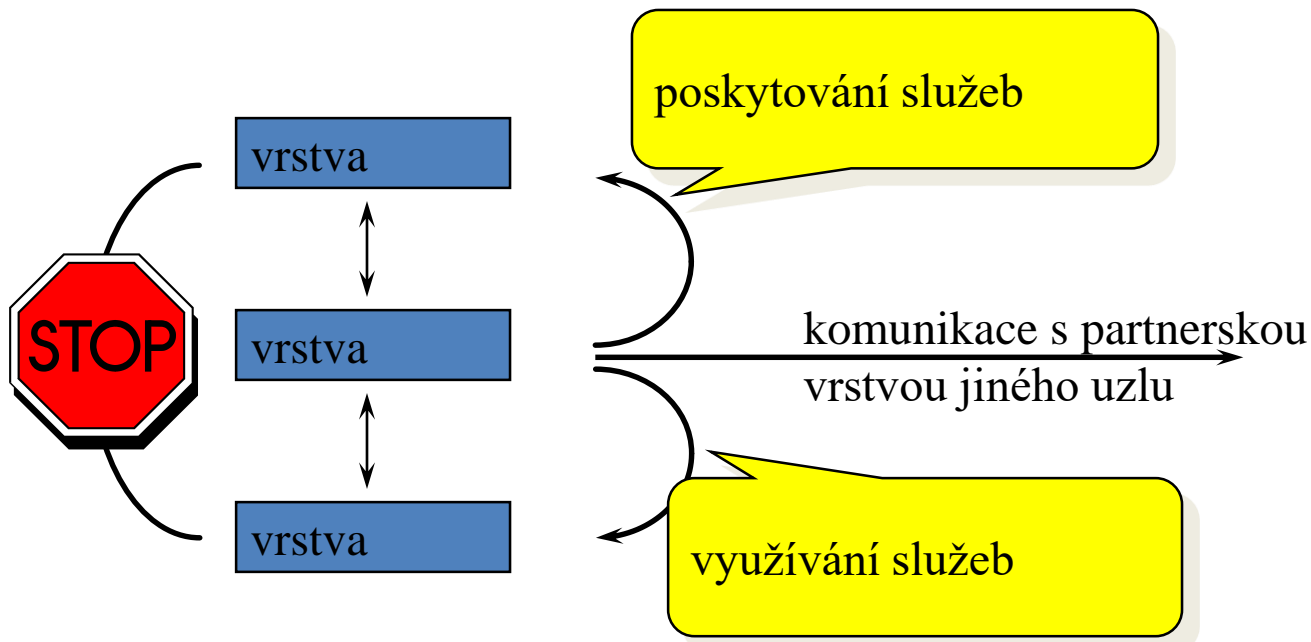 poskytování služeb
vrstva
STOP
vrstva
komunikace s partnerskou
vrstvou jiného uzlu
vrstva
využívání služeb